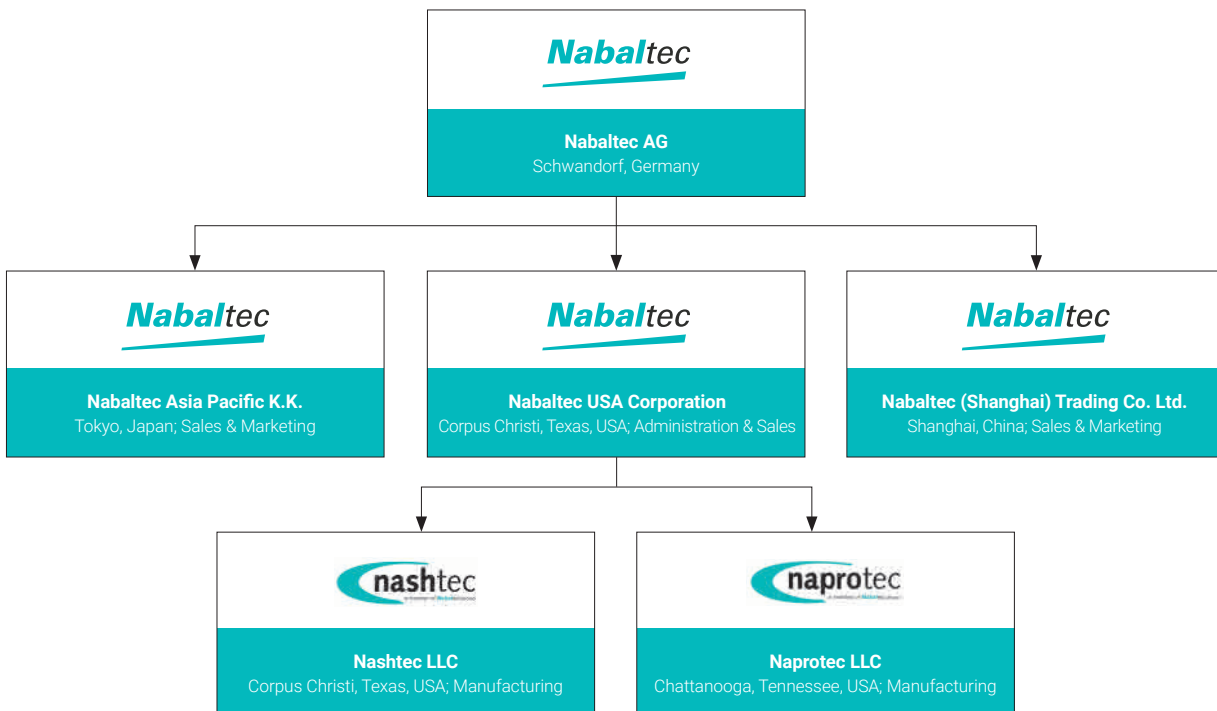 Nabaltec
Nabaltec AG
Schwandorf, Germany
Nabaltec
Nabaltec Asia Pacific K.K.
Tokyo, Japan; Sales & Marketing
Nabaltec
Nabaltec USA Corporation
Corpus Christi, Texas, USA; Administration & Sales
Nabaltec
Nabaltec (Shanghai) Trading Co. Ltd.
Shanghai, China; Sales & Marketing
nashtec
Nashtec LLC
Corpus Christi, Texas, USA; Manufacturing
naprotec
Naprotec LLC
Chattanooga, Tennessee, USA; Manufacturing